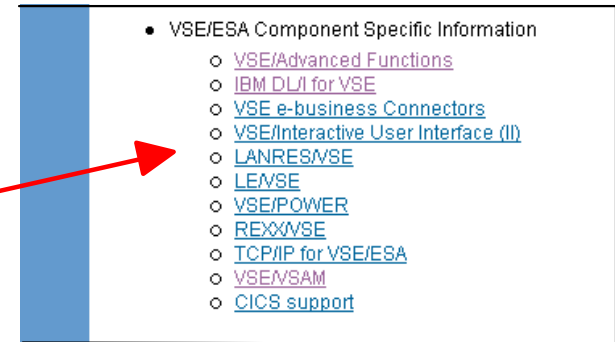 VSE/ESA Component Specific Information
VSE/Advanced Functions
IBM DL/I for VSE
VSE e-business Connectors
VSE/Interactive User Interface (II)
LANRES/VSE
LE/VSE
VSE/POWER
REXX/VSE
TCP/IP for VSE/ESA
VSE/VSAM
CICS support